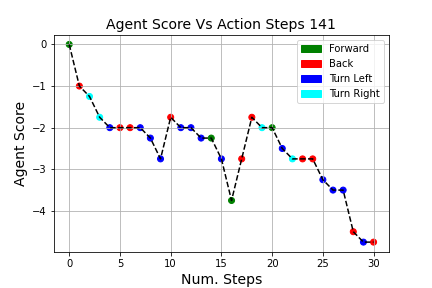 Agent Score Vs Action Steps 141
Forward
Back
Turn Left
Turn Right
Agent Score
0
−1
−2
−3
−4
0 5 10 15 20 25 30
Num. Steps